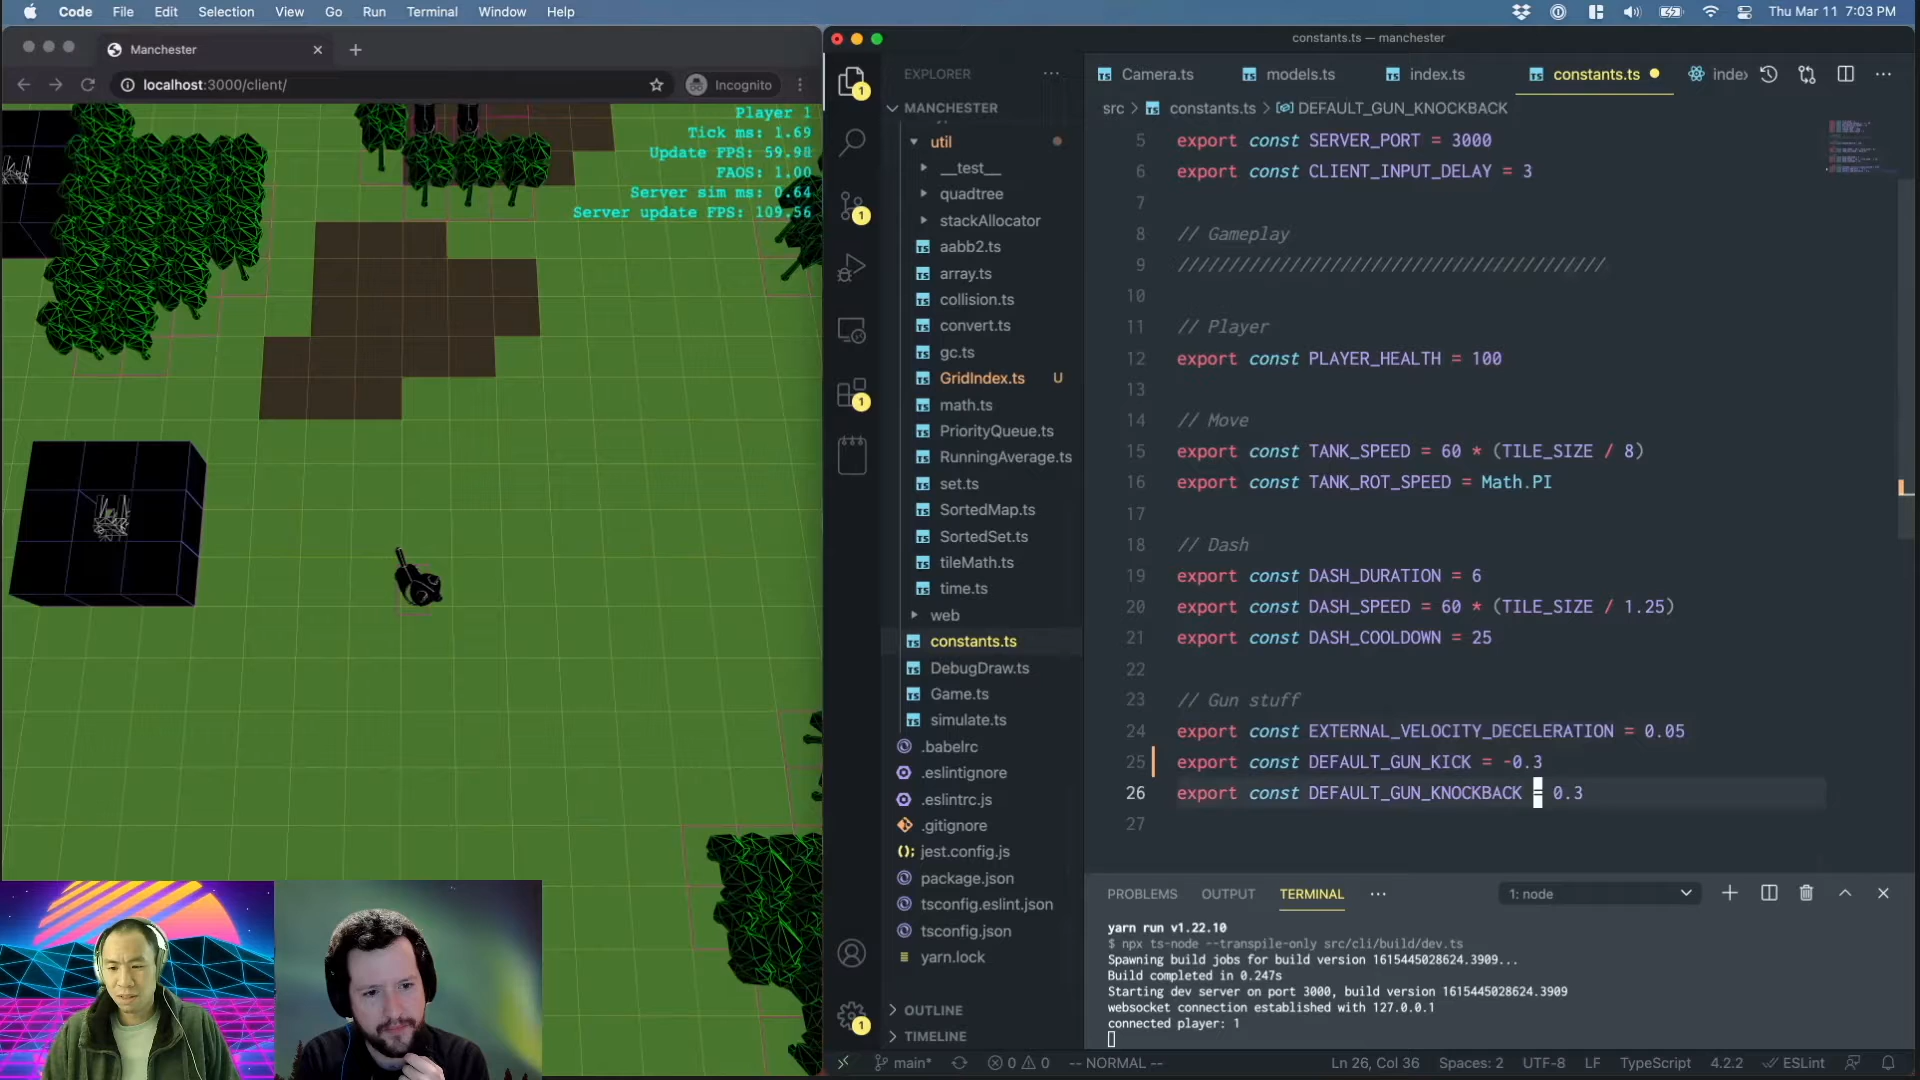 Code File Edit Selection View Go Run Terminal Window Help
Thu Mar 11 7:03 PM
Manchester
localhost:3000/client/
Incognito
Player 1
Tick ms: 1.69
Update FPS: 59.98
FAOS: 1.00
Server sim ms: 0.64
Server update FPS: 109.56
constants.ts — manchester
EXPLORER
MANCHESTER
util
__test__
quadtree
stackAllocator
aabb2.ts
array.ts
collision.ts
convert.ts
gc.ts
GridIndex.ts U
math.ts
PriorityQueue.ts
RunningAverage.ts
set.ts
SortedMap.ts
SortedSet.ts
tileMath.ts
time.ts
web
constants.ts
DebugDraw.ts
Game.ts
simulate.ts
.babelrc
.eslintignore
.eslintrc.js
.gitignore
jest.config.js
package.json
tsconfig.eslint.json
tsconfig.json
yarn.lock
OUTLINE
TIMELINE
1
1
1
1
Camera.ts models.ts index.ts constants.ts inde
src > constants.ts > DEFAULT_GUN_KNOCKBACK
5 export const SERVER_PORT = 3000
6 export const CLIENT_INPUT_DELAY = 3
7
8 // Gameplay
9 //////////////////////////////////////////
10
11 // Player
12 export const PLAYER_HEALTH = 100
13
14 // Move
15 export const TANK_SPEED = 60 * (TILE_SIZE / 8)
16 export const TANK_ROT_SPEED = Math.PI
17
18 // Dash
19 export const DASH_DURATION = 6
20 export const DASH_SPEED = 60 * (TILE_SIZE / 1.25)
21 export const DASH_COOLDOWN = 25
22
23 // Gun stuff
24 export const EXTERNAL_VELOCITY_DECELERATION = 0.05
25 export const DEFAULT_GUN_KICK = -0.3
26 export const DEFAULT_GUN_KNOCKBACK = 0.3
27
PROBLEMS OUTPUT TERMINAL 1: node
yarn run v1.22.10
$ npx ts-node --transpile-only src/cli/build/dev.ts
Spawning build jobs for build version 1615445028624.3909...
Build completed in 0.247s
Starting dev server on port 3000, build version 1615445028624.3909
websocket connection established with 127.0.0.1
connected player: 1
main* 0 0 -- NORMAL -- Ln 26, Col 36 Spaces: 2 UTF-8 LF TypeScript 4.2.2 ESLint